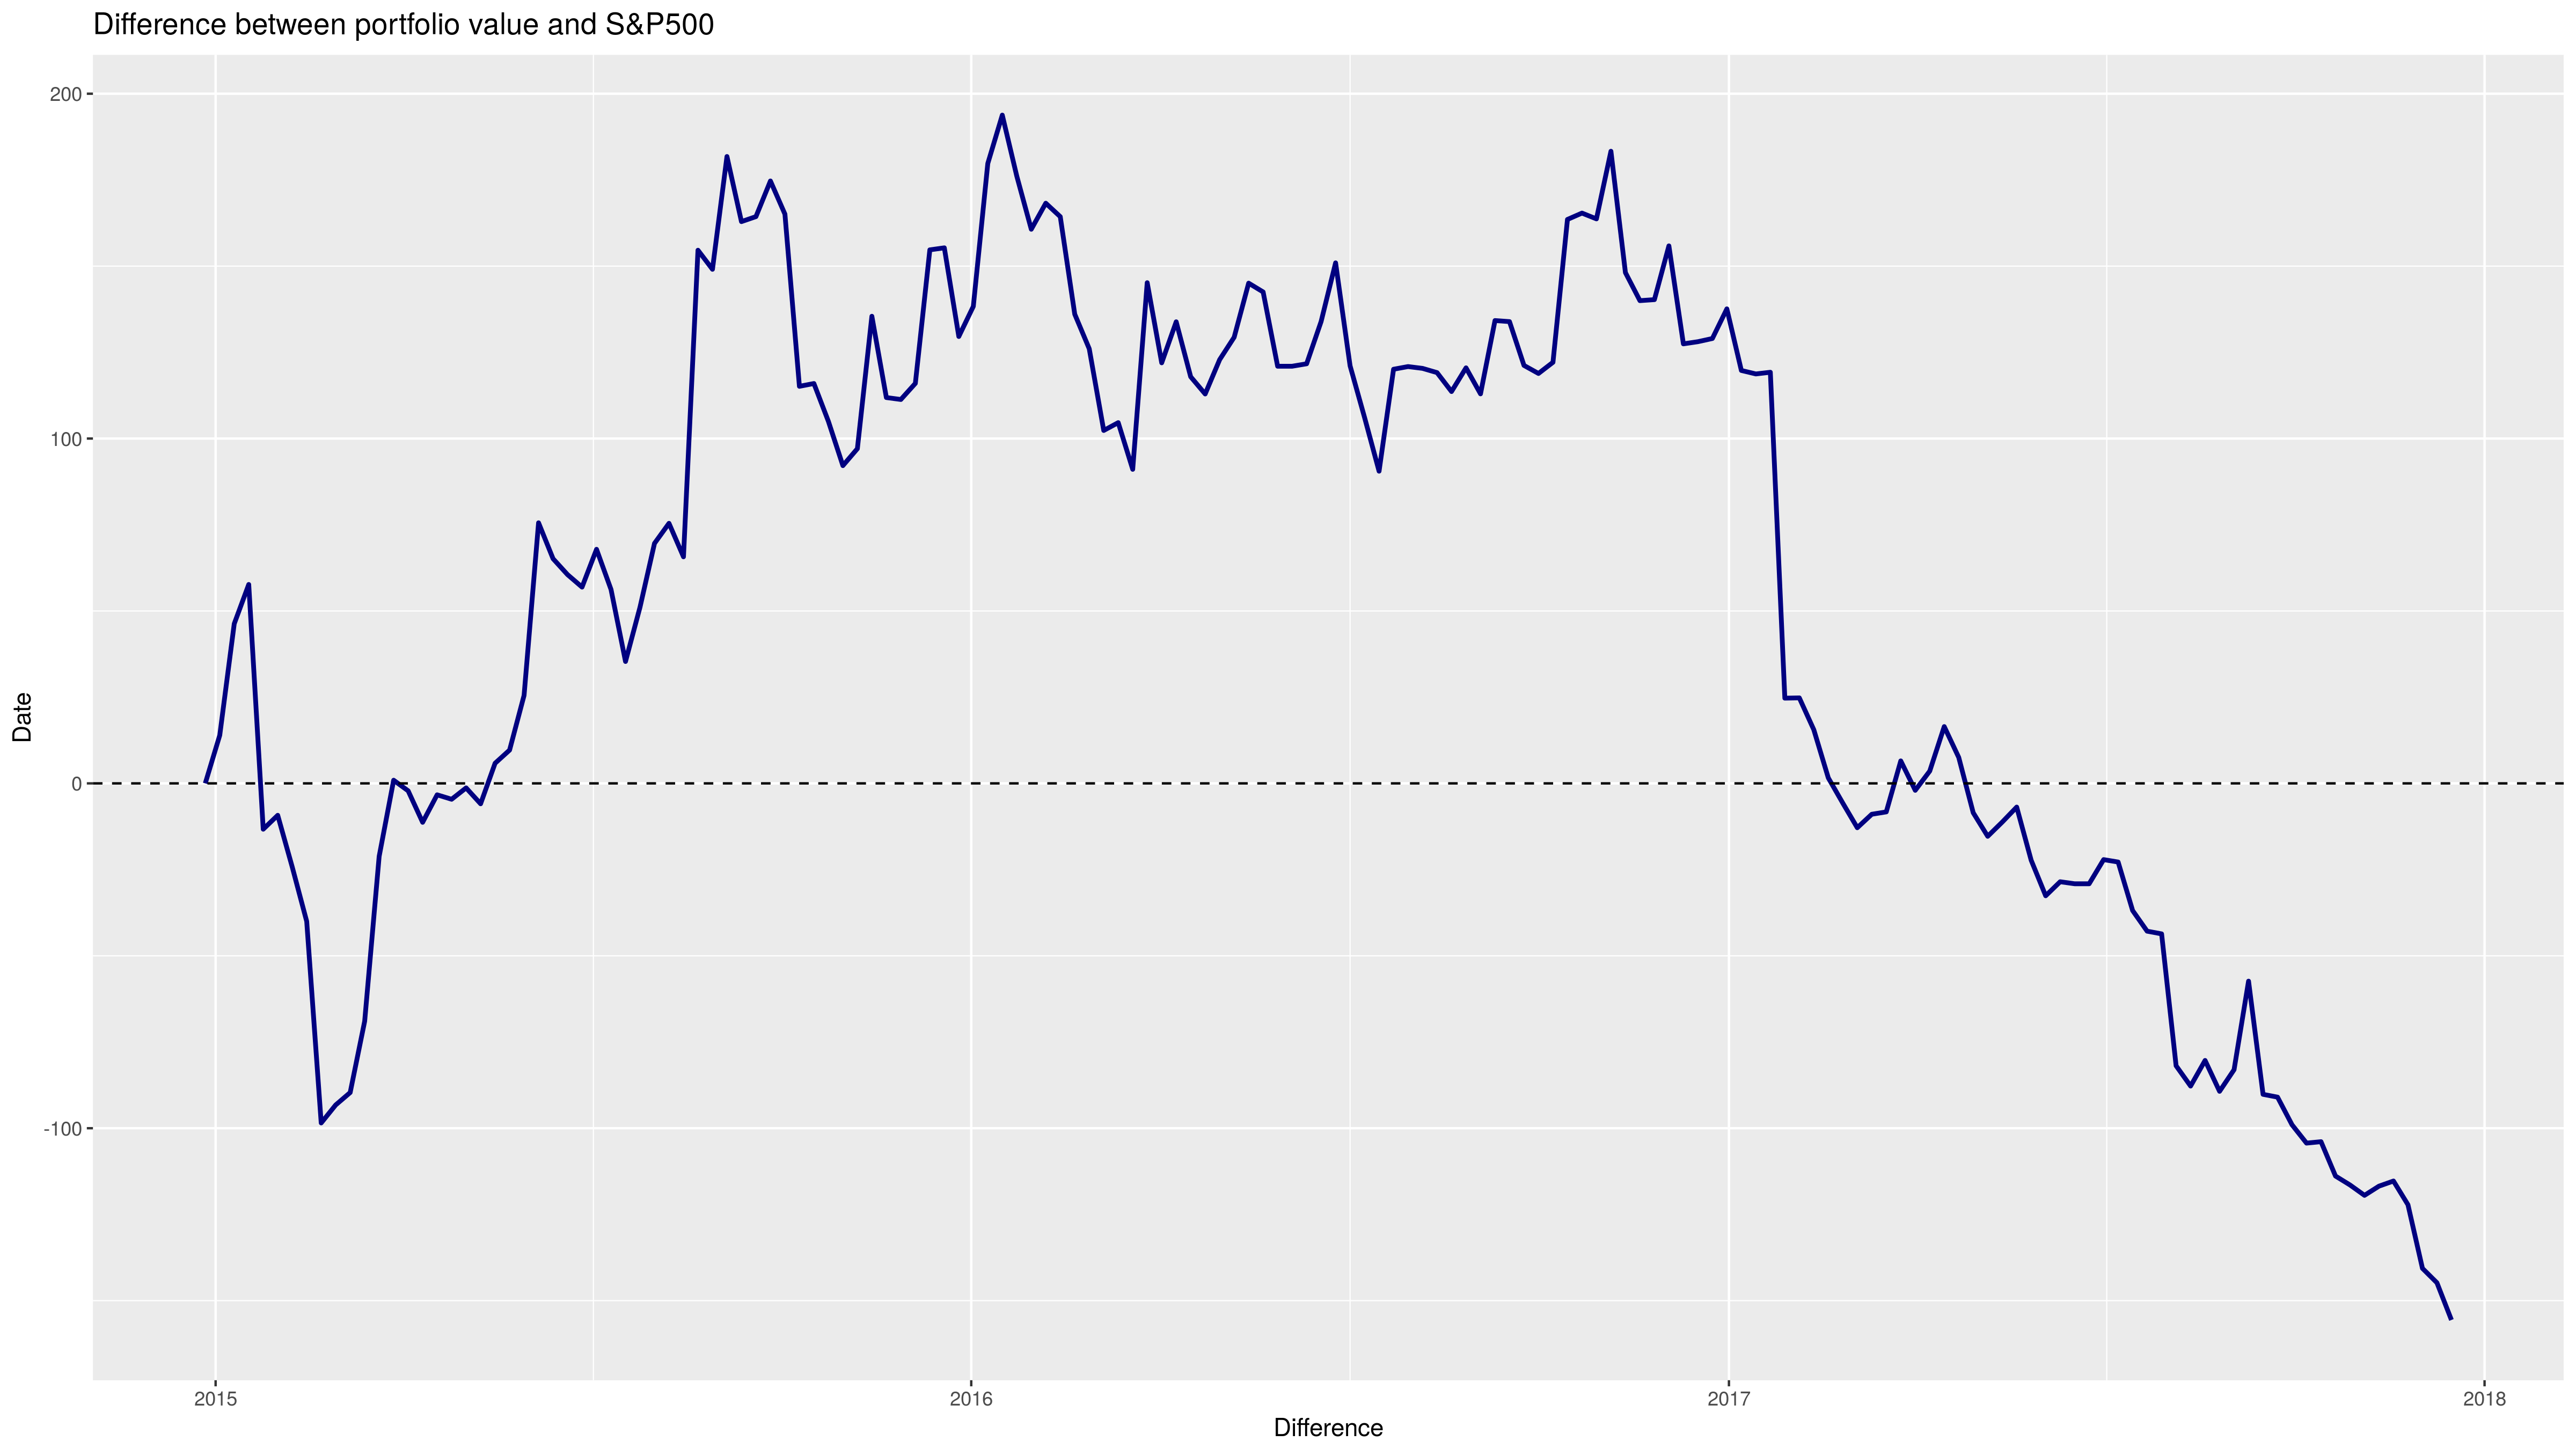 Difference between portfolio value and S&P500
200
100
0
-100
Date
2015
2016
2017
2018
Difference